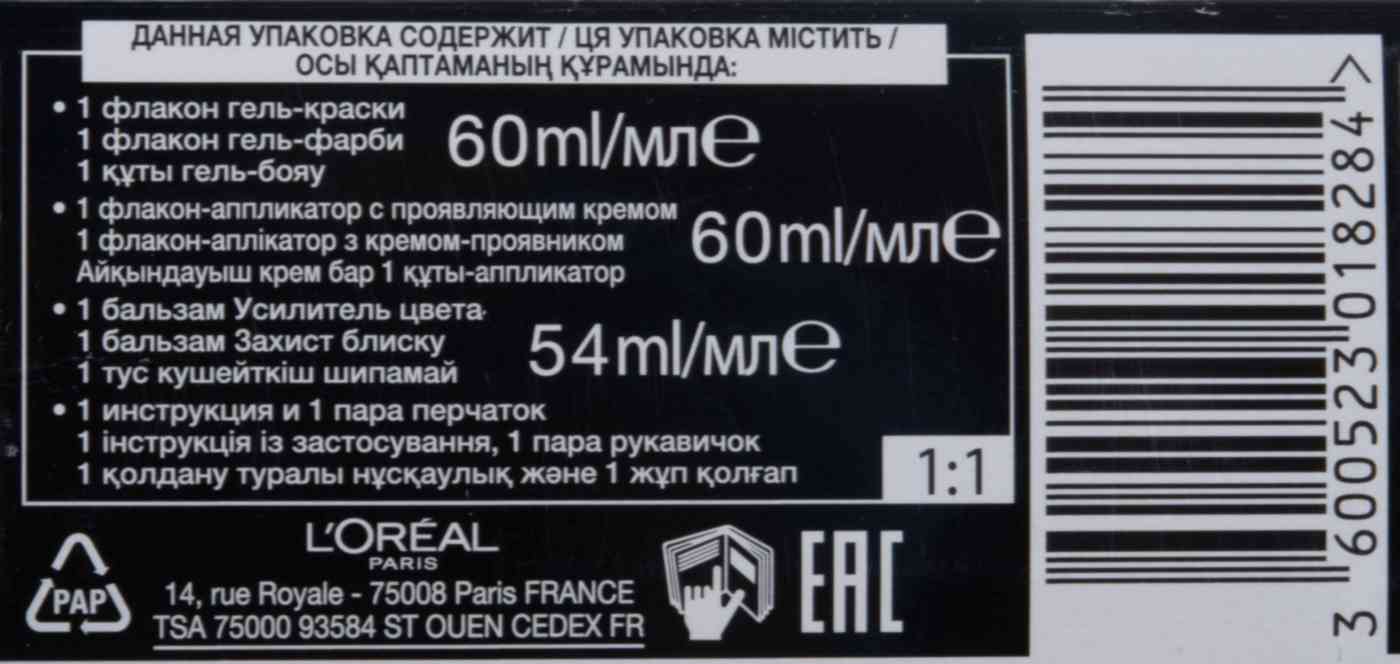 ДАННАЯ УПАКОВКА СОДЕРЖИТ / ЦЯ УПАКОВКА МІСТИТЬ /
ОСЫ ҚАПТАМАНЫҢ ҚҰРАМЫНДА:
• 1 флакон гель-краски
1 флакон гель-фарби
1 құты гель-бояу
60ml/мл℮
• 1 флакон-аппликатор с проявляющим кремом
1 флакон-аплікатор з кремом-проявником
Айқындауыш крем бар 1 құты-аппликатор
60ml/мл℮
• 1 бальзам Усилитель цвета
1 бальзам Захист блиску
1 тус кушейткіш шипамай
54ml/мл℮
• 1 инструкция и 1 пара перчаток
1 інструкція із застосування, 1 пара рукавичок
1 қолдану туралы нұсқаулық және 1 жұп қолғап
1:1
PAP
L'ORÉAL
PARIS
14, rue Royale - 75008 Paris FRANCE
TSA 75000 93584 ST OUEN CEDEX FR
EAC
3 600523 018284 >